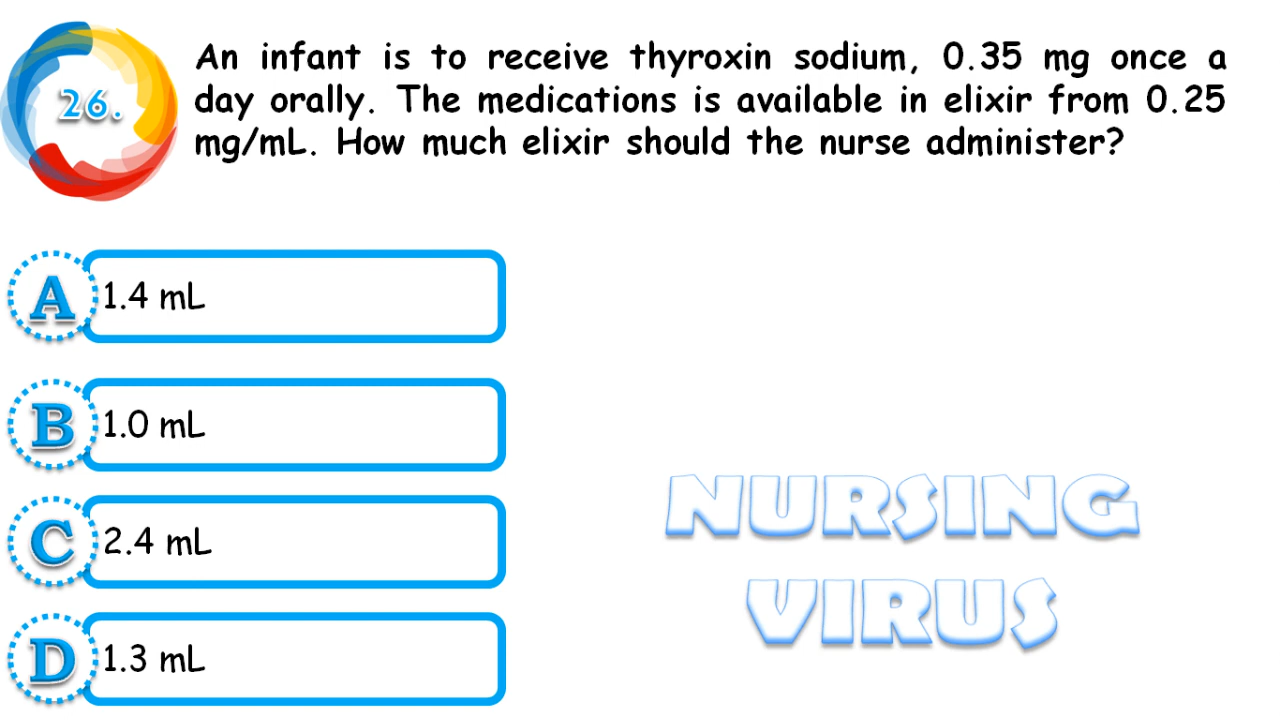 26.
An infant is to receive thyroxin sodium, 0.35 mg once a
day orally. The medications is available in elixir from 0.25
mg/mL. How much elixir should the nurse administer?
A 1.4 mL
B 1.0 mL
C 2.4 mL
D 1.3 mL
NURSING
VIRUS